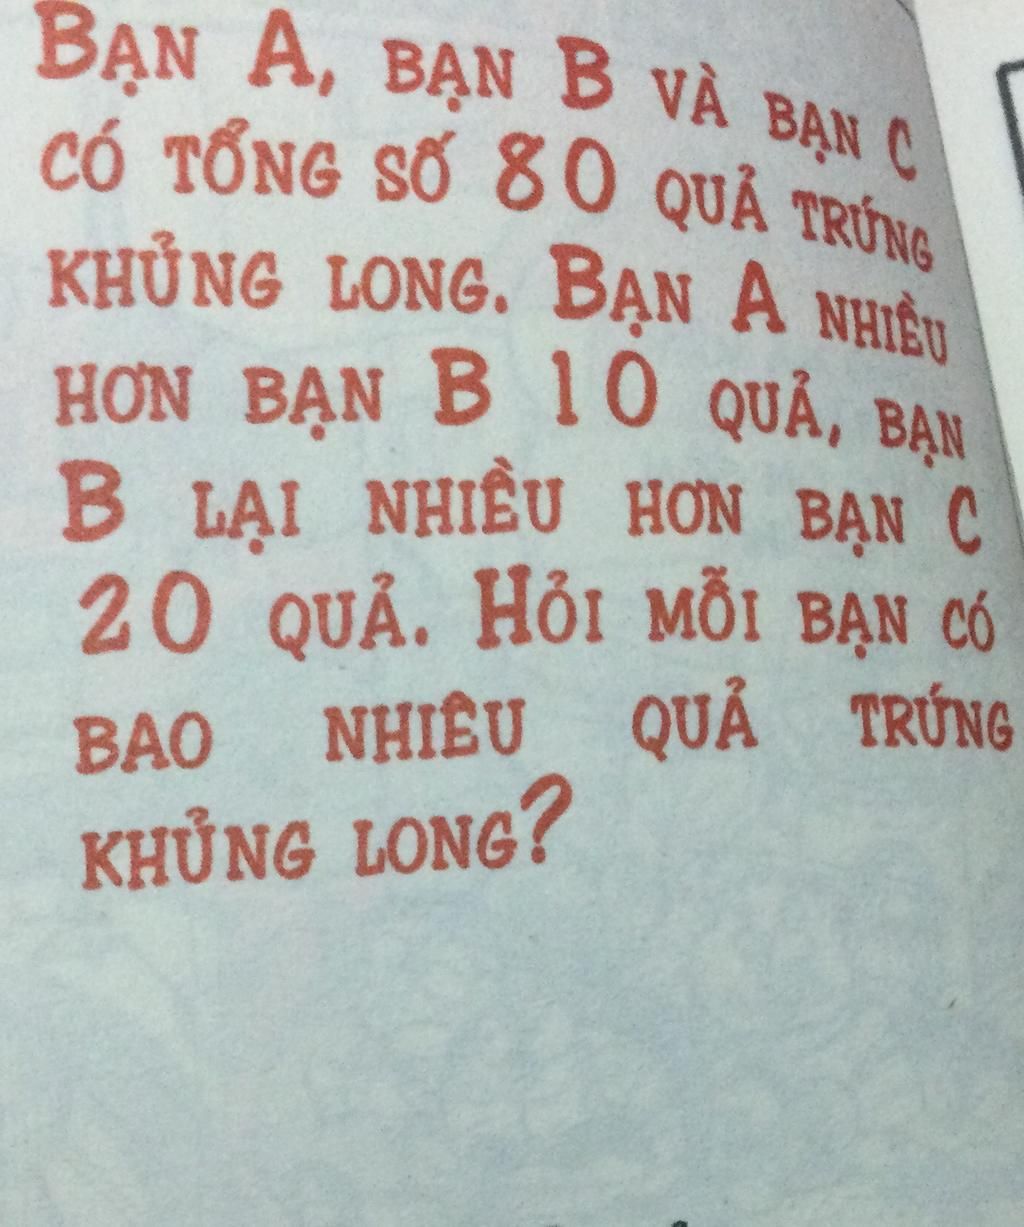 BẠN A, BẠN B VÀ BẠN C
CÓ TỔNG SỐ 80 QUẢ TRỨNG
KHỦNG LONG. BẠN A NHIỀU
HƠN BẠN B 10 QUẢ, BẠN
B LẠI NHIỀU HƠN BẠN C
20 QUẢ. HỎI MỖI BẠN CÓ
BAO NHIÊU QUẢ TRỨNG
KHỦNG LONG?